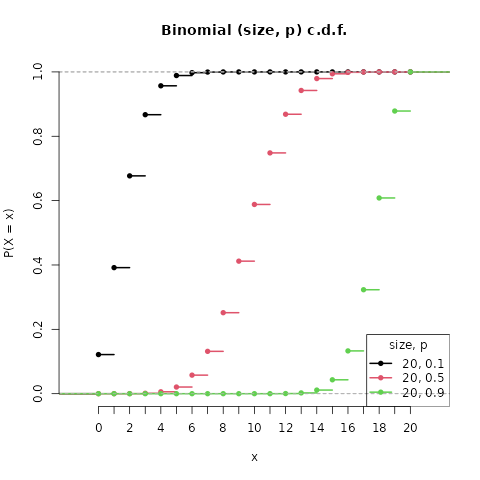 Binomial (size, p) c.d.f.
P(X = x)
1.0
0.8
0.6
0.4
0.2
0.0
size, p
20, 0.1
20, 0.5
20, 0.9
0 2 4 6 8 10 12 14 16 18 20
x